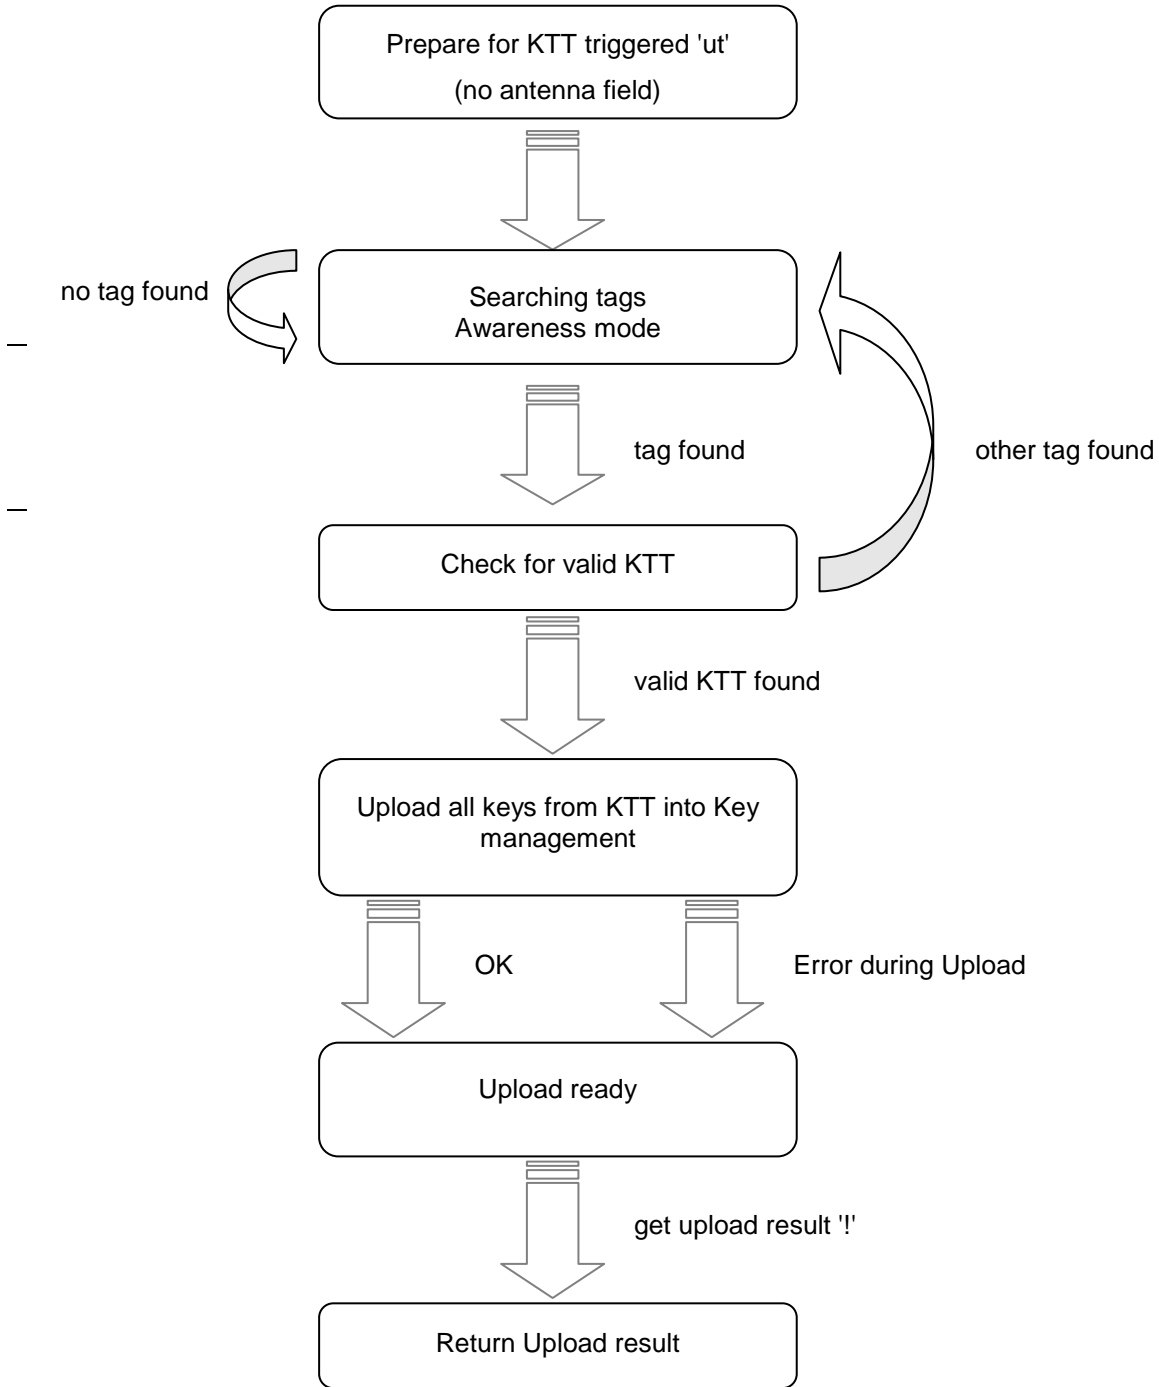 Prepare for KTT triggered 'ut'
(no antenna field)
no tag found
Searching tags
Awareness mode
tag found
other tag found
Check for valid KTT
valid KTT found
Upload all keys from KTT into Key
management
OK
Error during Upload
Upload ready
get upload result '!'
Return Upload result